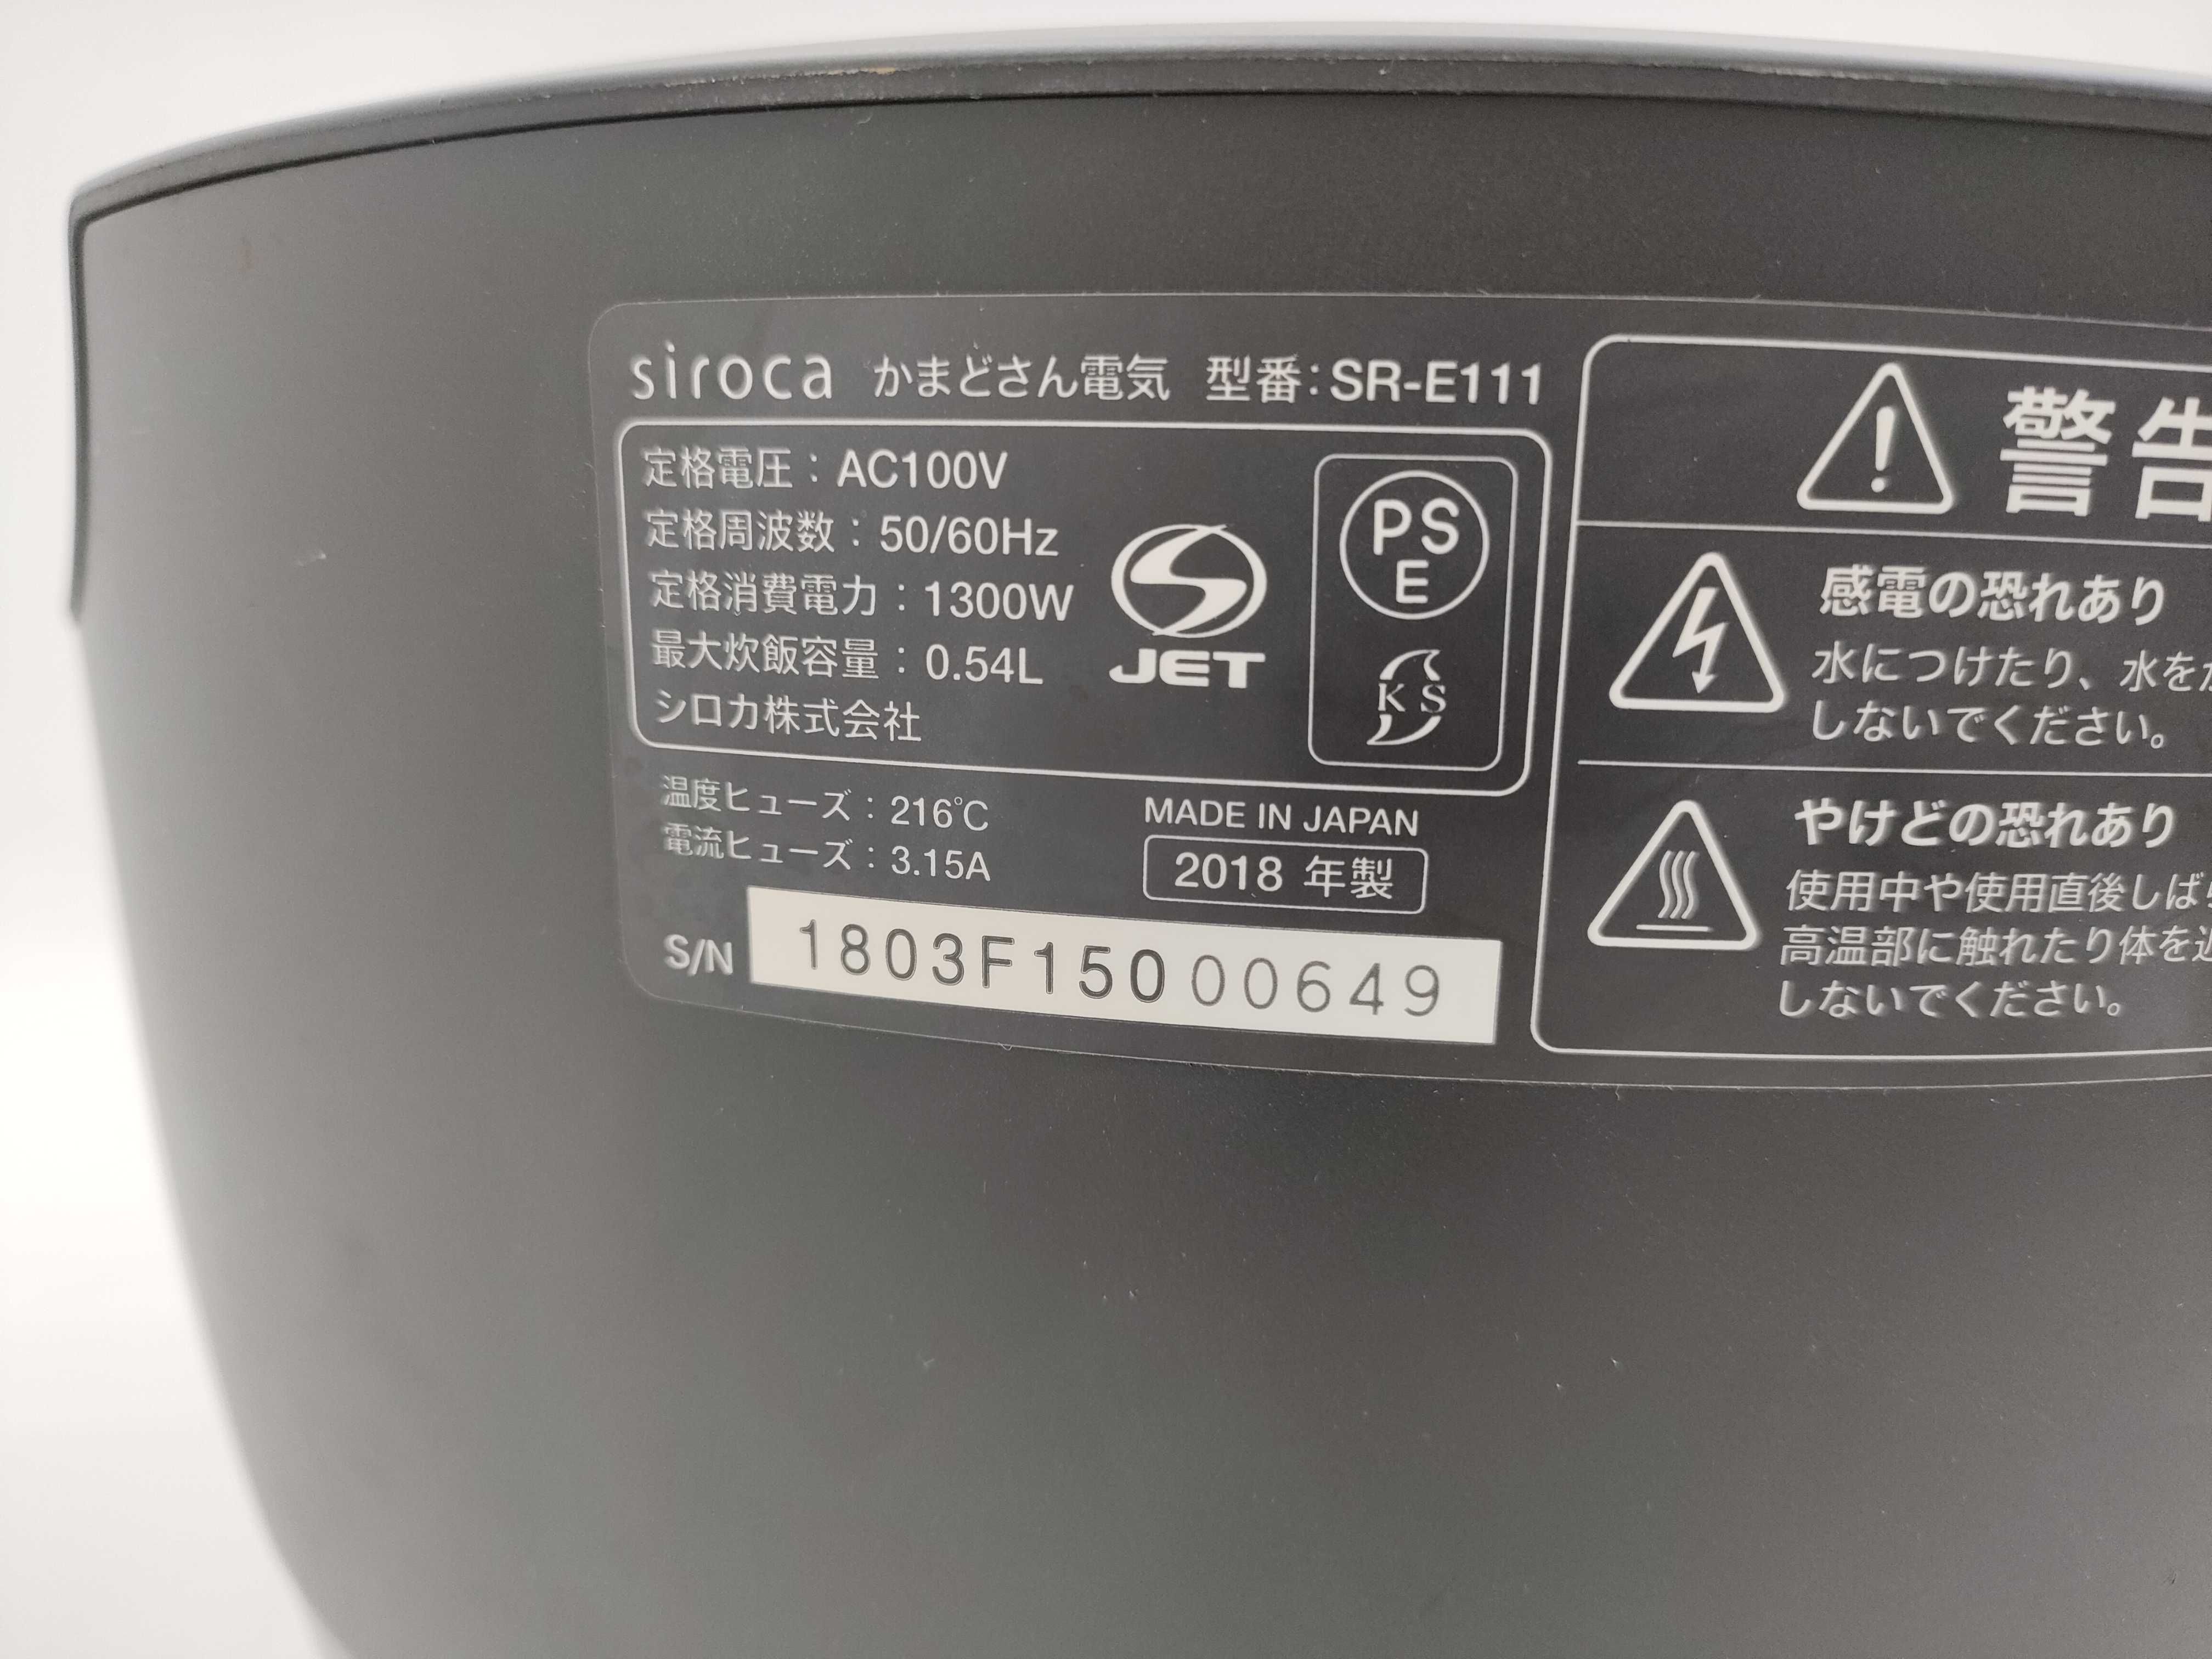 siroca かまどさん電気 型番:SR-E111
定格電圧:AC100V
定格周波数:50/60Hz
定格消費電力:1300W
最大炊飯容量:0.54L
シロカ株式会社
JET
PS
E
KS
温度ヒューズ:216℃
電流ヒューズ:3.15A
MADE IN JAPAN
2018 年製
S/N 1803F15000649
警告
感電の恐れあり
水につけたり、水を
しないでください。
やけどの恐れあり
使用中や使用直後しば
高温部に触れたり体を
しないでください。